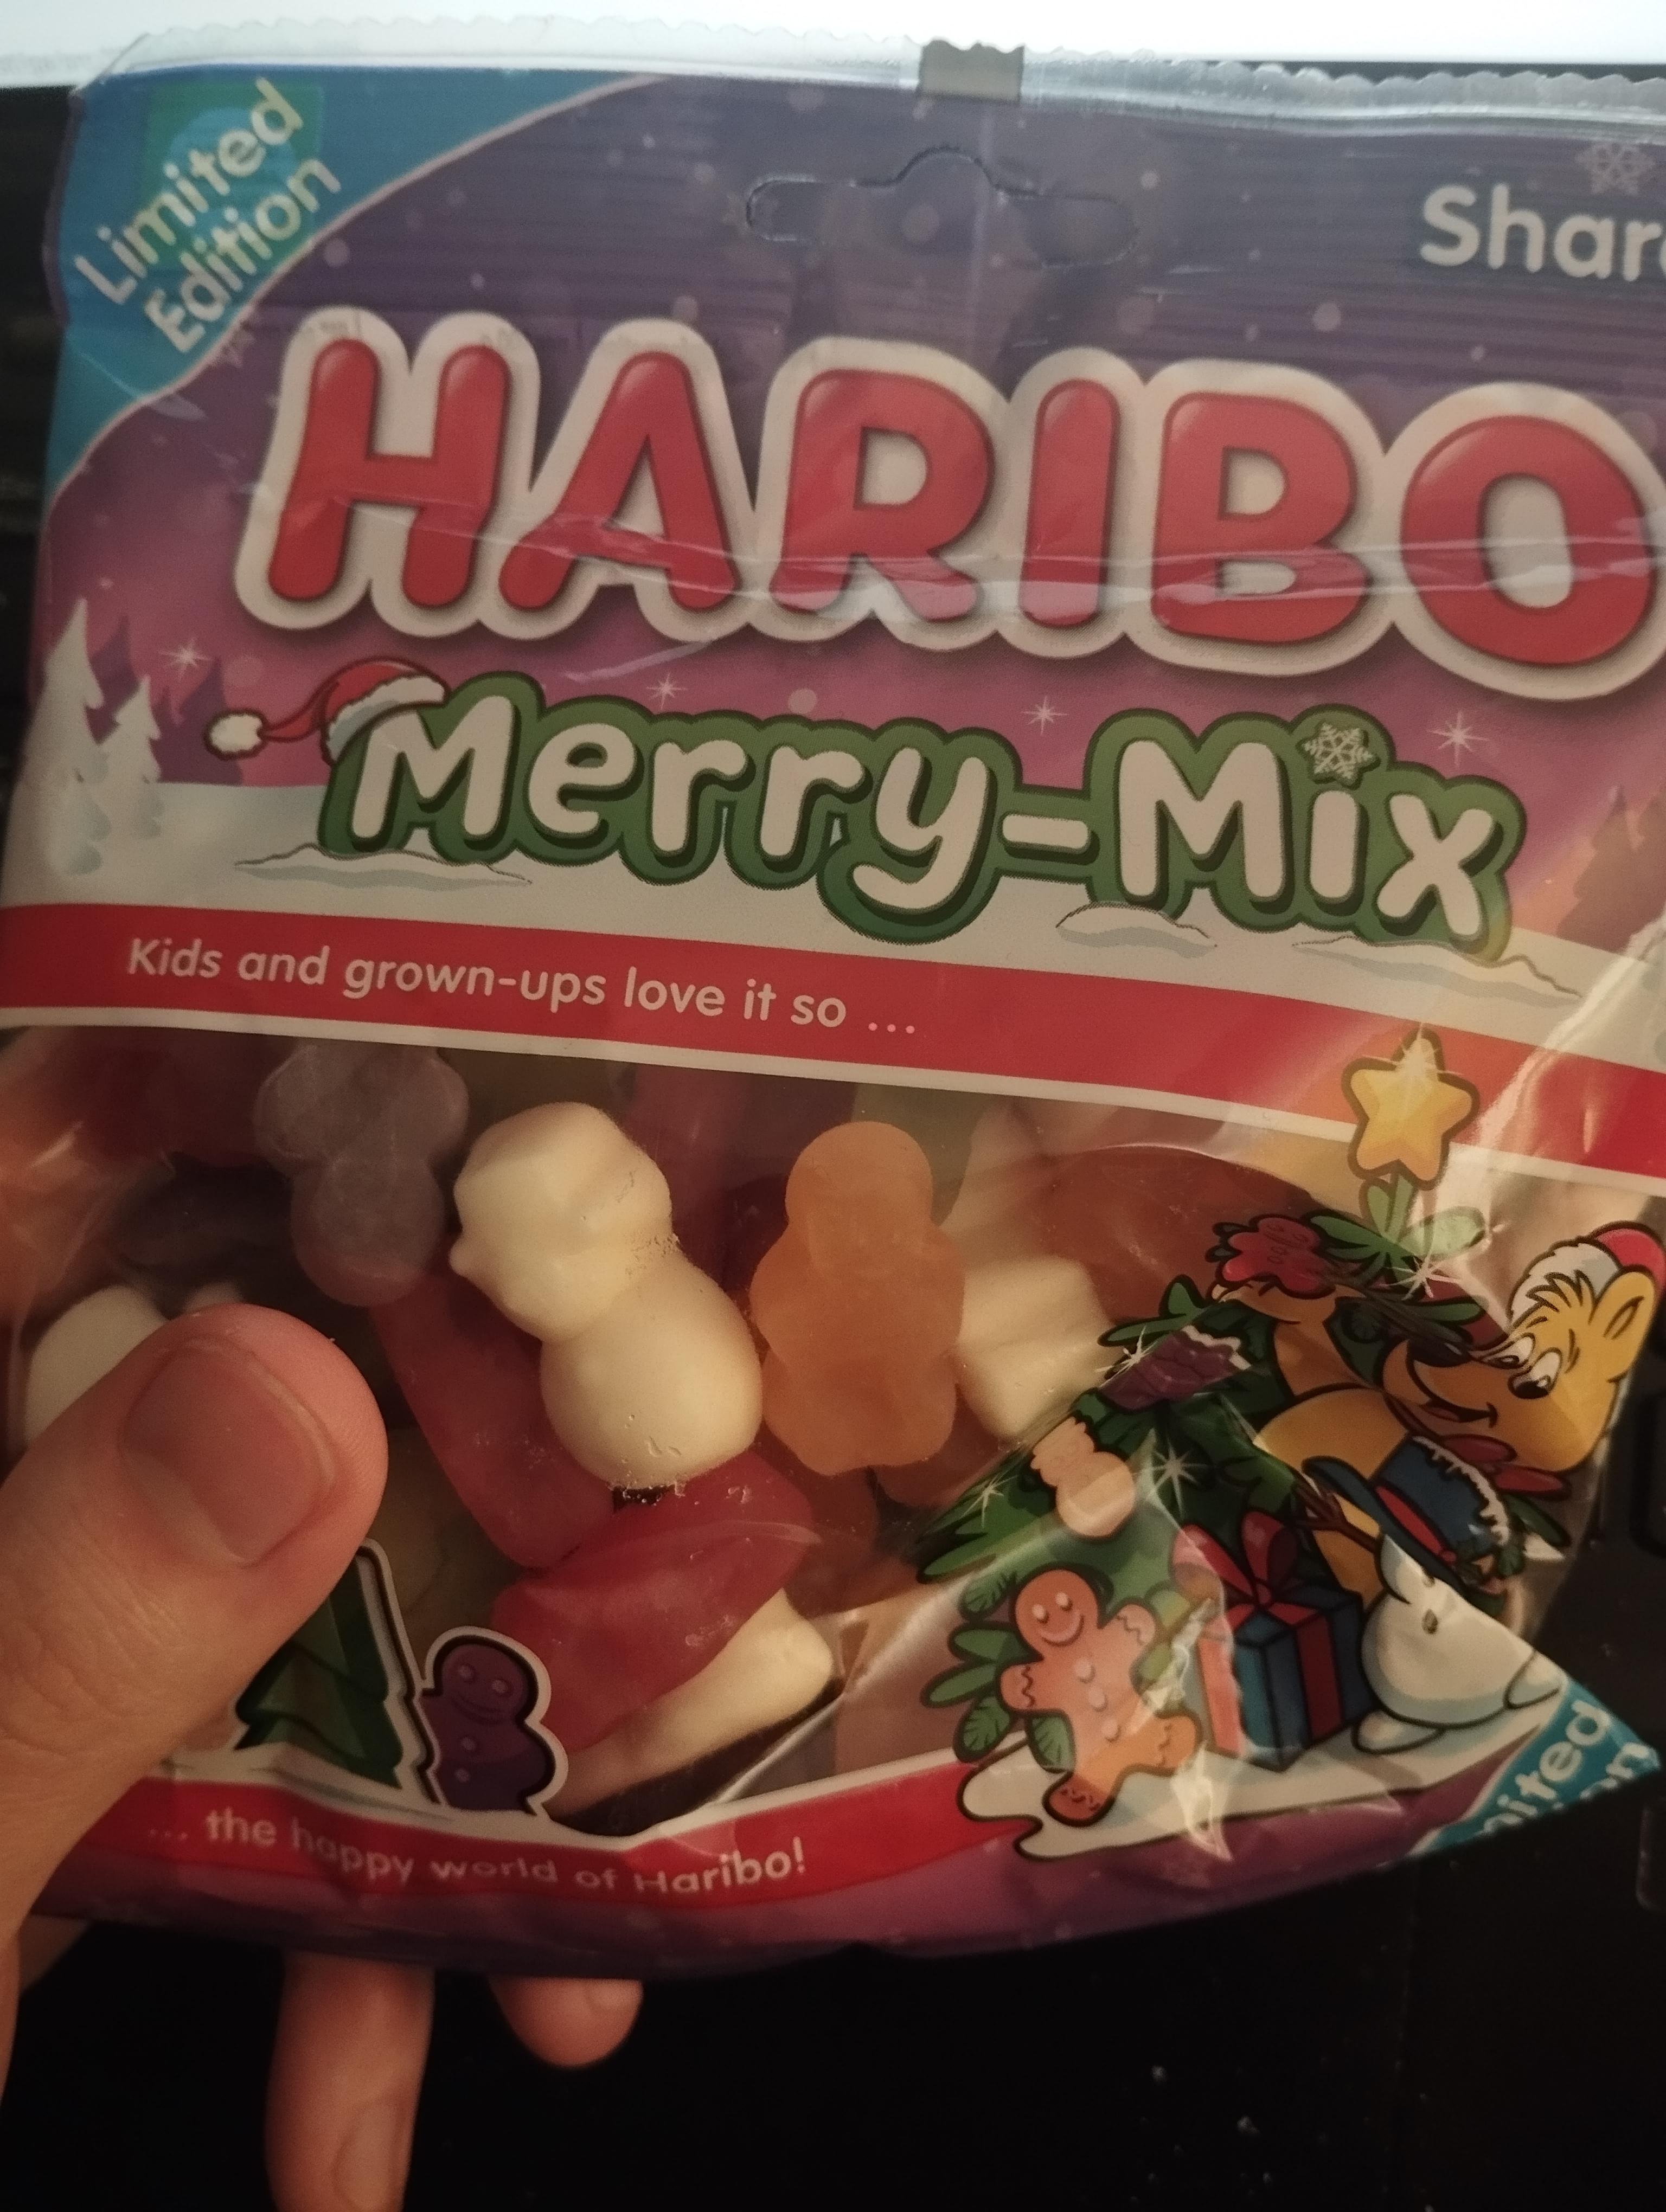 Limited
Edition
Shar
HARIBO
Merry-Mix
Kids and grown-ups love it so ...
... the happy world of Haribo!